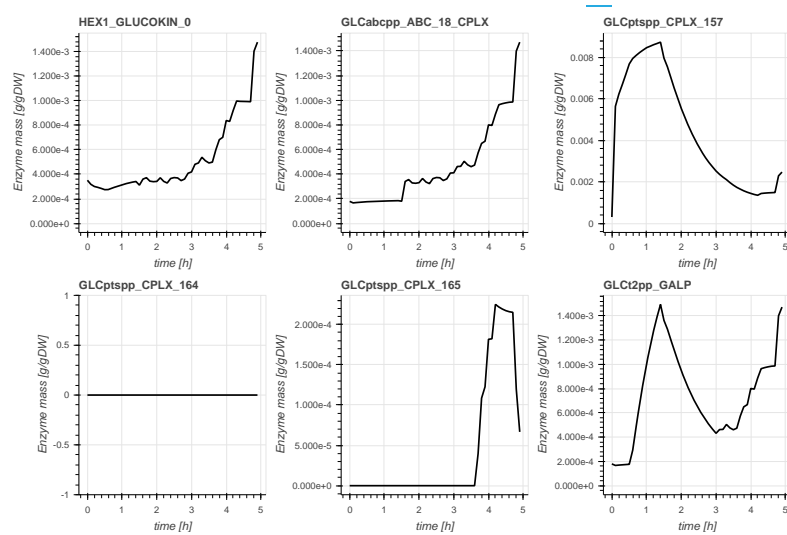 HEX1_GLUCOKIN_0
Enzyme mass [g/gDW]
1.400e-3
1.200e-3
1.000e-3
8.000e-4
6.000e-4
4.000e-4
2.000e-4
0.000e+0
0 1 2 3 4 5
time [h]
GLCabcpp_ABC_18_CPLX
Enzyme mass [g/gDW]
1.400e-3
1.200e-3
1.000e-3
8.000e-4
6.000e-4
4.000e-4
2.000e-4
0.000e+0
0 1 2 3 4 5
time [h]
GLCptspp_CPLX_157
Enzyme mass [g/gDW]
0.008
0.006
0.004
0.002
0
0 1 2 3 4 5
time [h]
GLCptspp_CPLX_164
Enzyme mass [g/gDW]
1
0.5
0
-0.5
-1
0 1 2 3 4 5
time [h]
GLCptspp_CPLX_165
Enzyme mass [g/gDW]
2.000e-4
1.500e-4
1.000e-4
5.000e-5
0.000e+0
0 1 2 3 4 5
time [h]
GLCt2pp_GALP
Enzyme mass [g/gDW]
1.400e-3
1.200e-3
1.000e-3
8.000e-4
6.000e-4
4.000e-4
2.000e-4
0.000e+0
0 1 2 3 4 5
time [h]